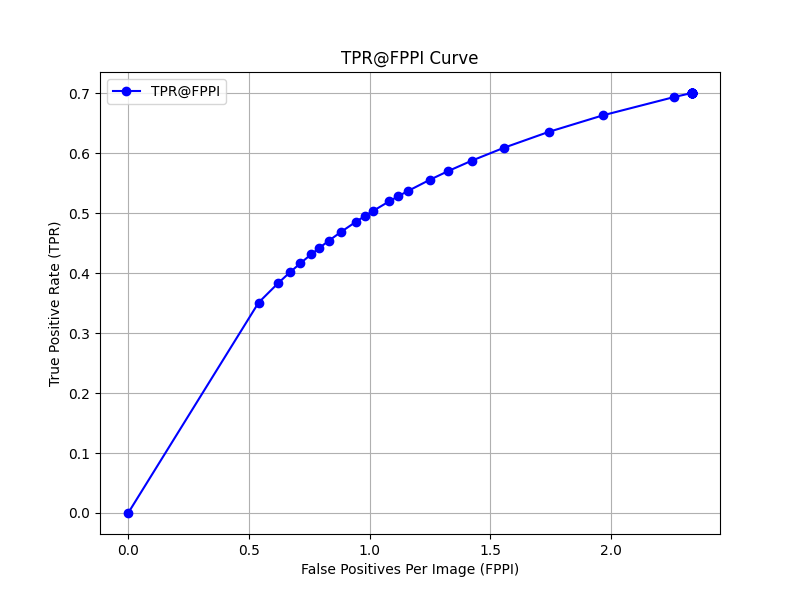 TPR@FPPI Curve
TPR@FPPI
0.7
0.6
0.5
0.4
0.3
0.2
0.1
0.0
True Positive Rate (TPR)
0.0 0.5 1.0 1.5 2.0
False Positives Per Image (FPPI)